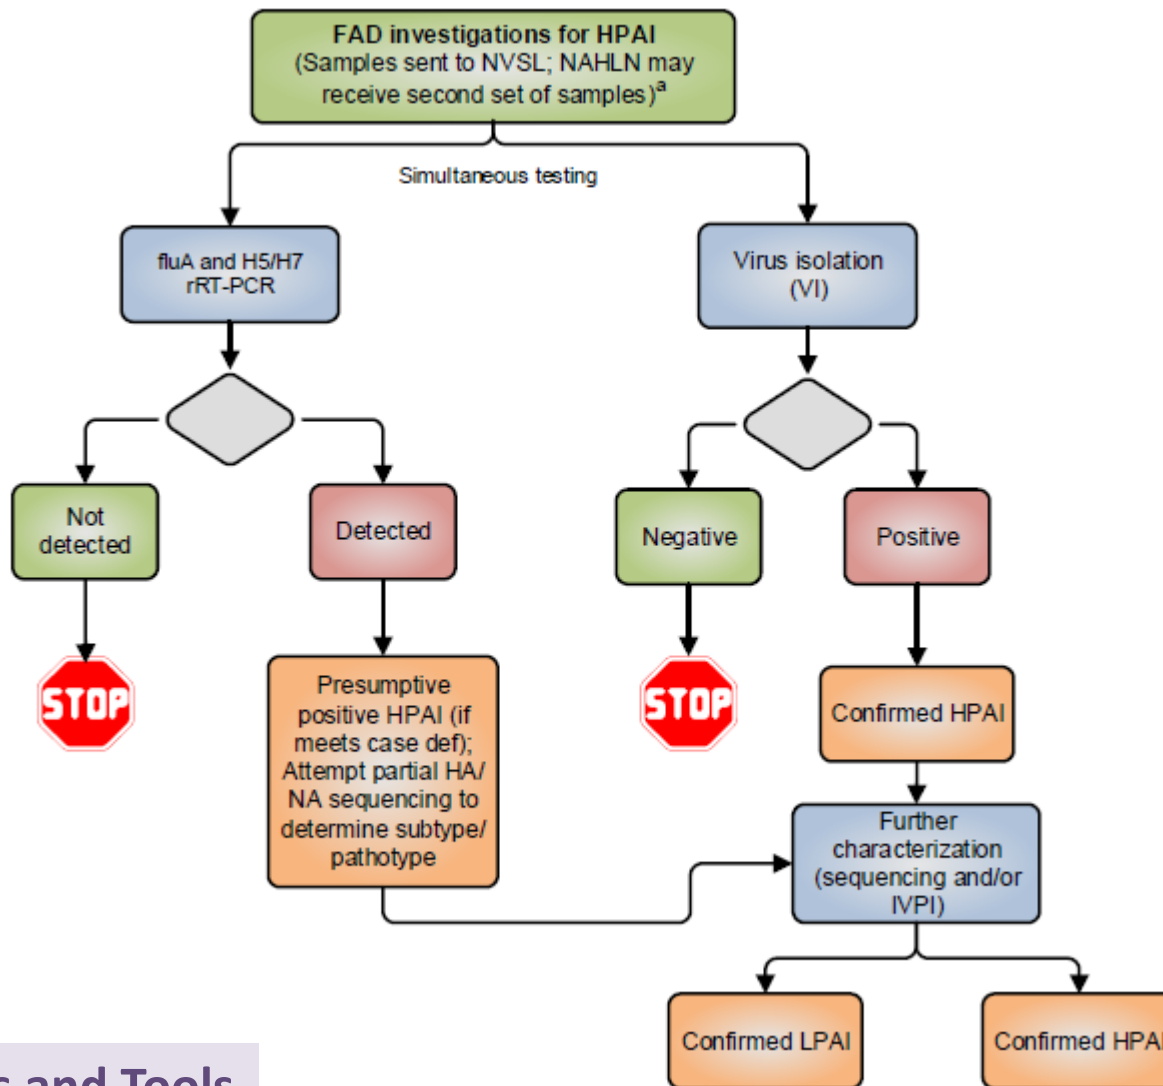 FAD investigations for HPAI
(Samples sent to NVSL; NAHLN may
receive second set of samples)a
Simultaneous testing
fluA and H5/H7
rRT-PCR
Virus isolation
(VI)
Not
detected
Detected
Negative
Positive
STOP
Presumptive
positive HPAI (if
meets case def);
Attempt partial HA/
NA sequencing to
determine subtype/
pathotype
STOP
Confirmed HPAI
Further
characterization
(sequencing and/or
IVPI)
Confirmed LPAI
Confirmed HPAI
s and Tools